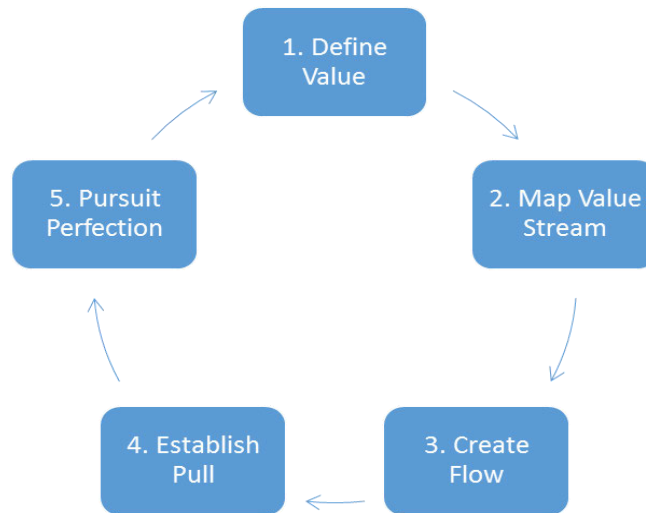 1. Define
Value
2. Map Value
Stream
3. Create
Flow
4. Establish
Pull
5. Pursuit
Perfection